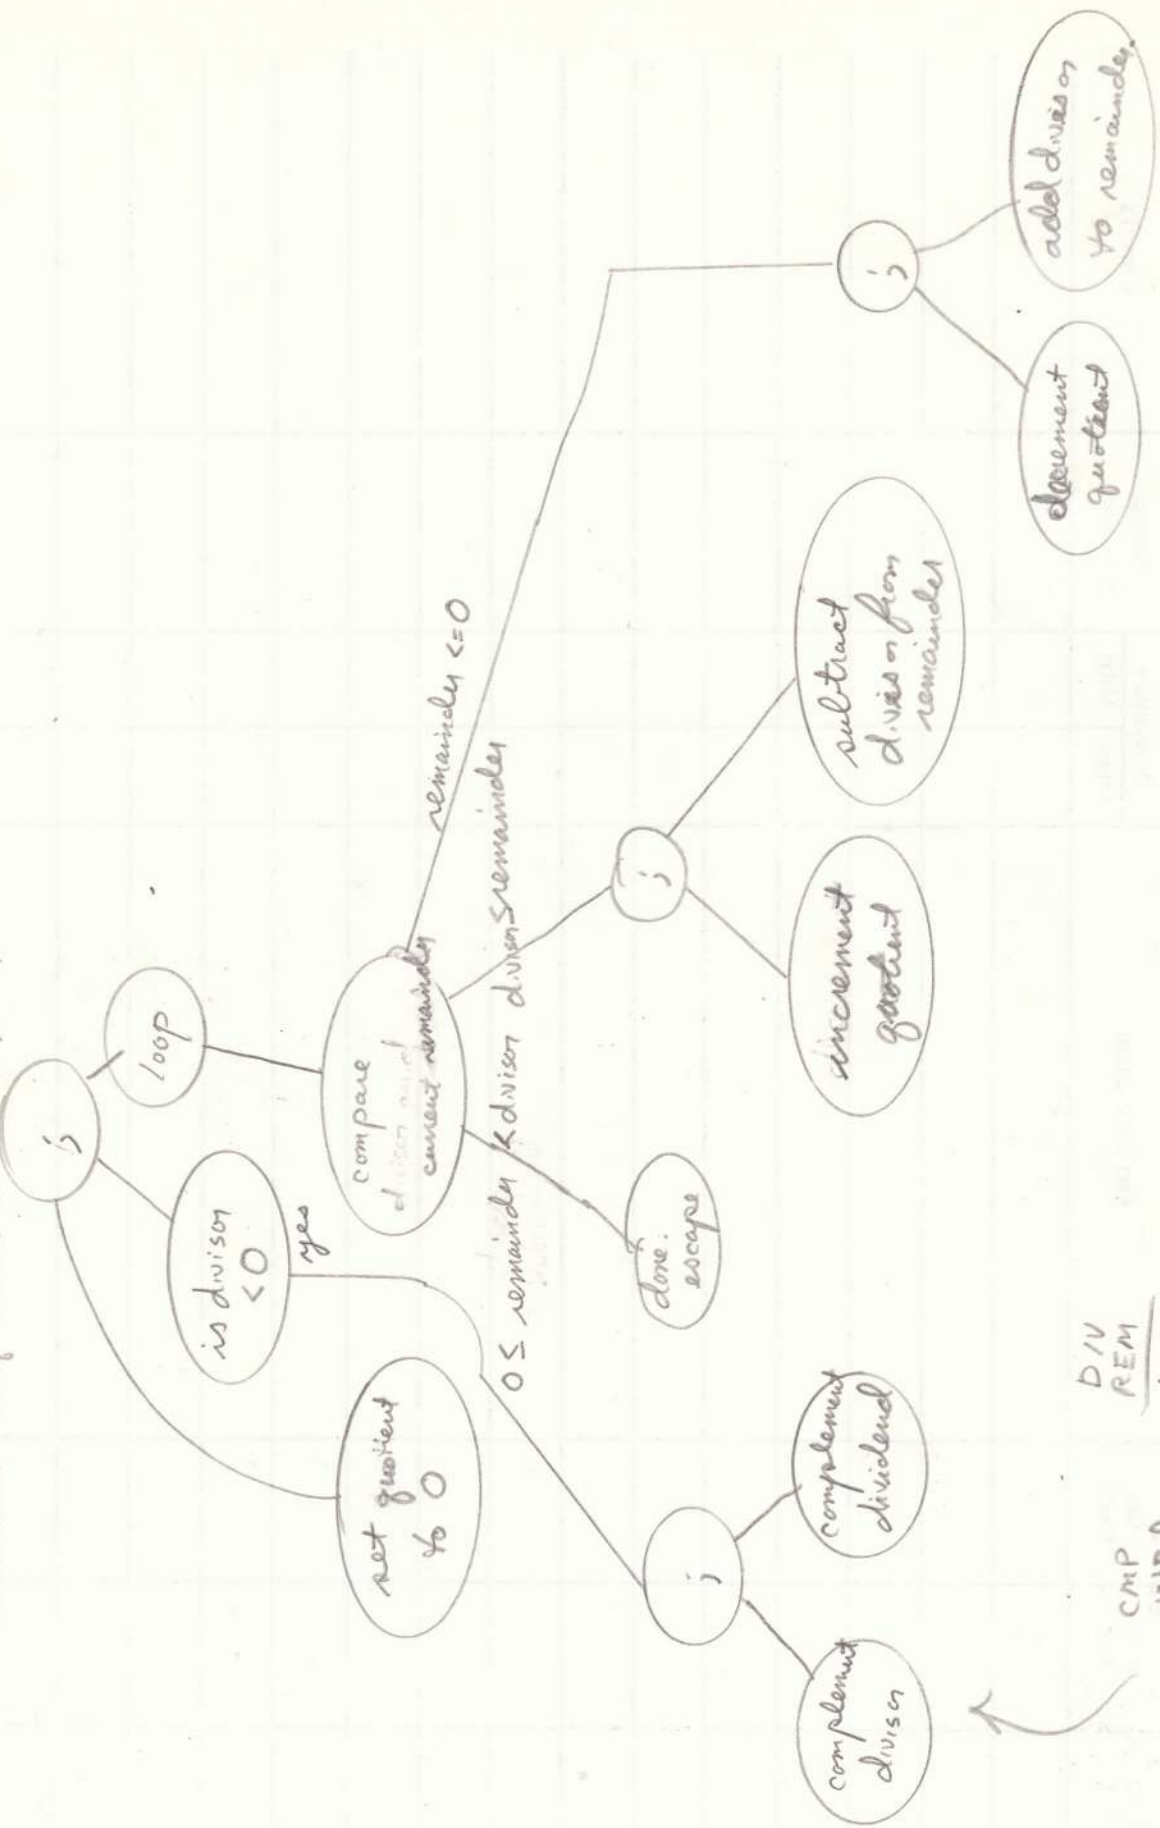 ;
loop
is divisor
<0
yes
set quotient
to 0
compare
divisor and
current remainder
remainder <=0
0≤ remainder <divisor
divisor≤remainder
done.
escape
;
;
;
complement
divisor
complement
dividend
increment
quotient
subtract
divisor from
remainder
decrement
quotient
add divisor
to remainder.
CMP
DIV
REM